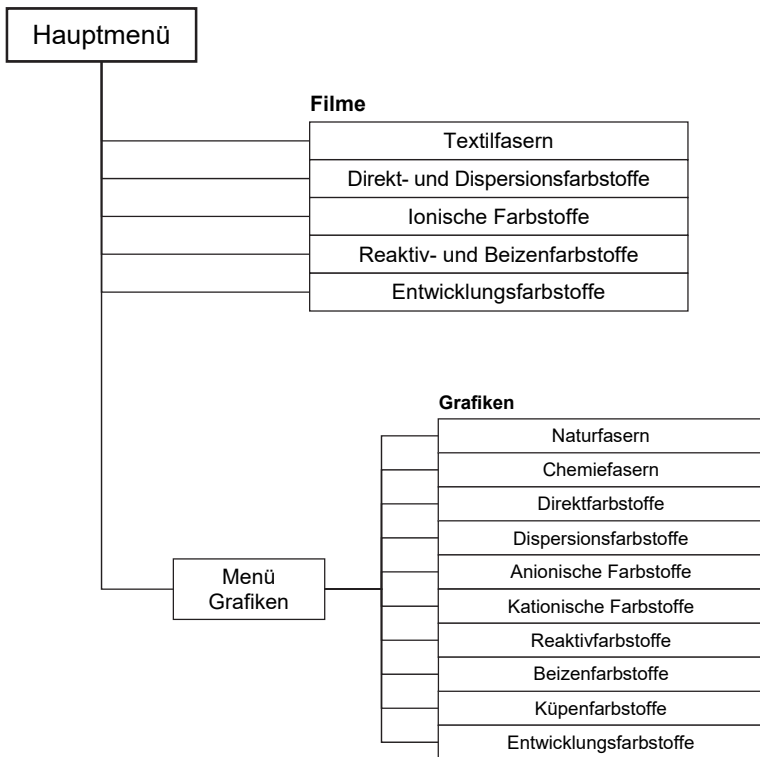 Hauptmenü
Filme
Textilfasern
Direkt- und Dispersionsfarbstoffe
Ionische Farbstoffe
Reaktiv- und Beizenfarbstoffe
Entwicklungsfarbstoffe
Grafiken
Naturfasern
Chemiefasern
Direktfarbstoffe
Dispersionsfarbstoffe
Menü
Grafiken
Anionische Farbstoffe
Kationische Farbstoffe
Reaktivfarbstoffe
Beizenfarbstoffe
Küpenfarbstoffe
Entwicklungsfarbstoffe